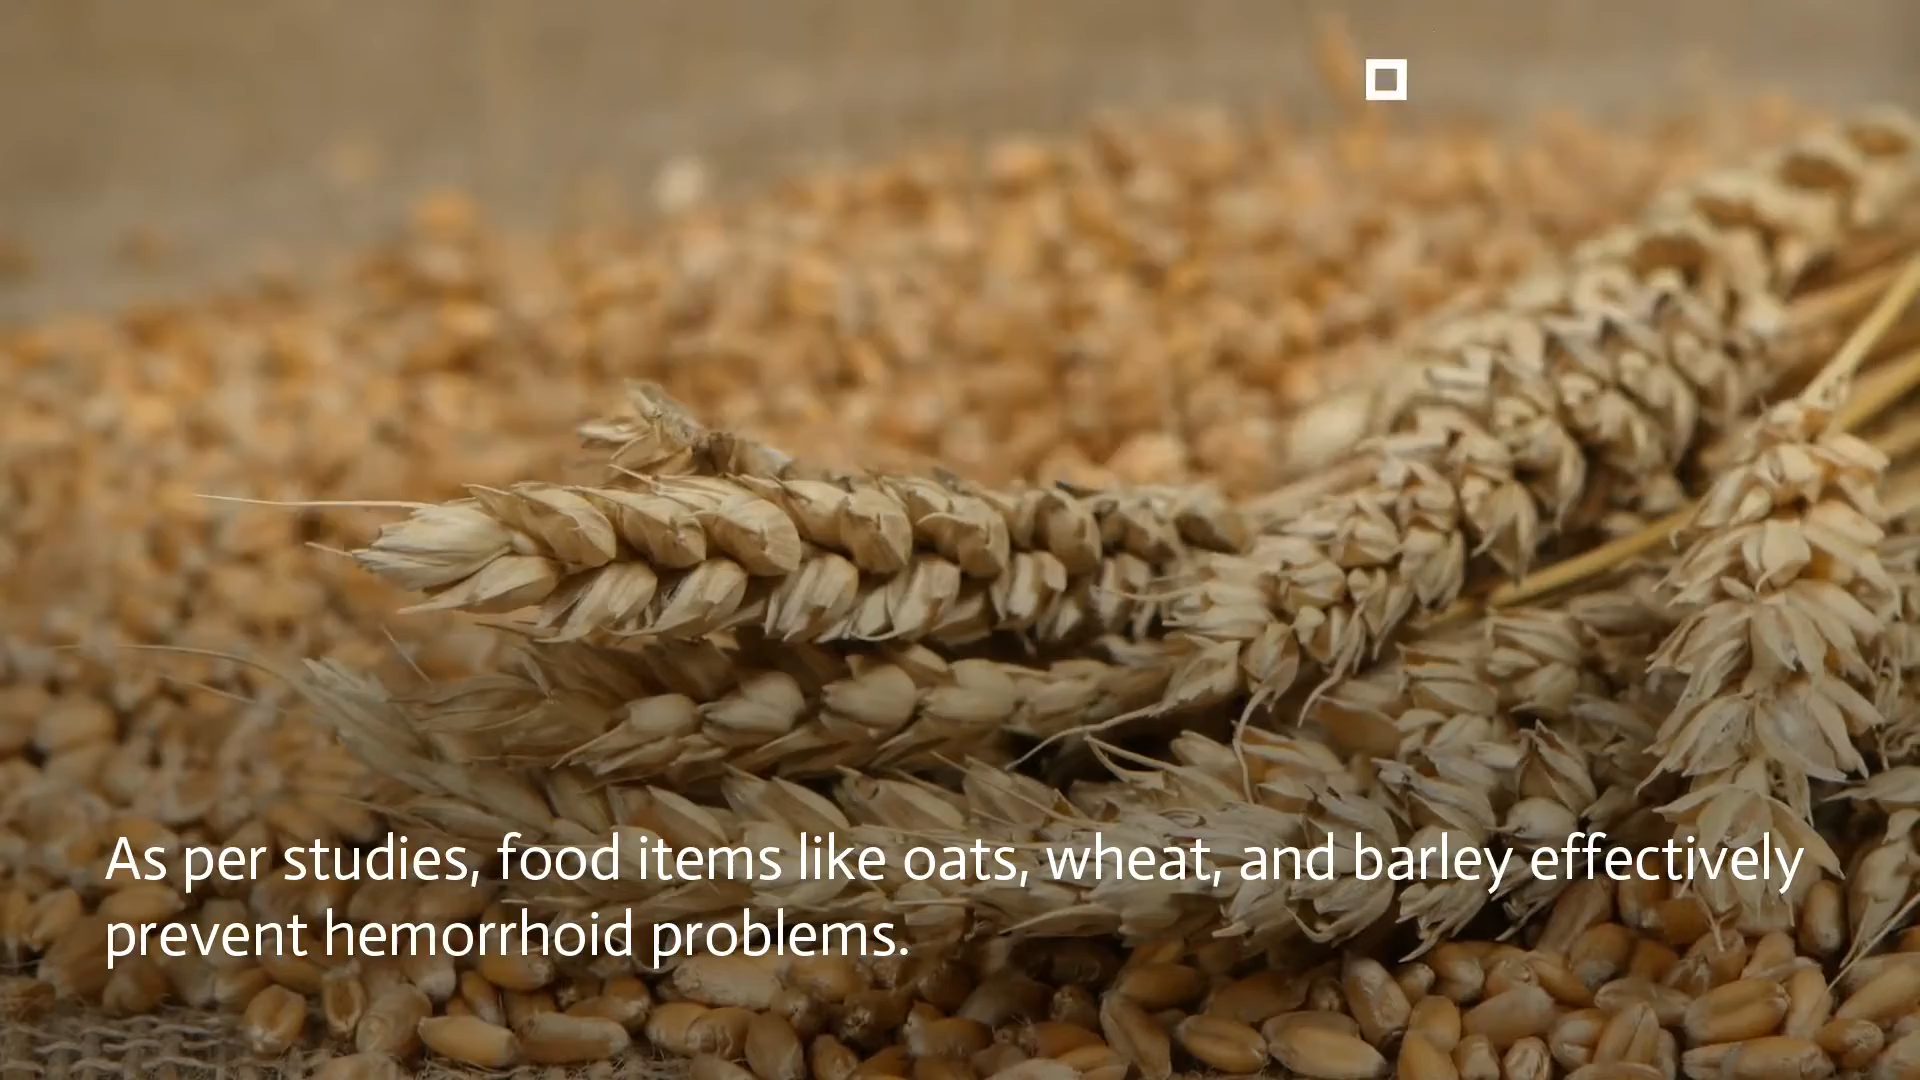 As per studies, food items like oats, wheat, and barley effectively
prevent hemorrhoid problems.